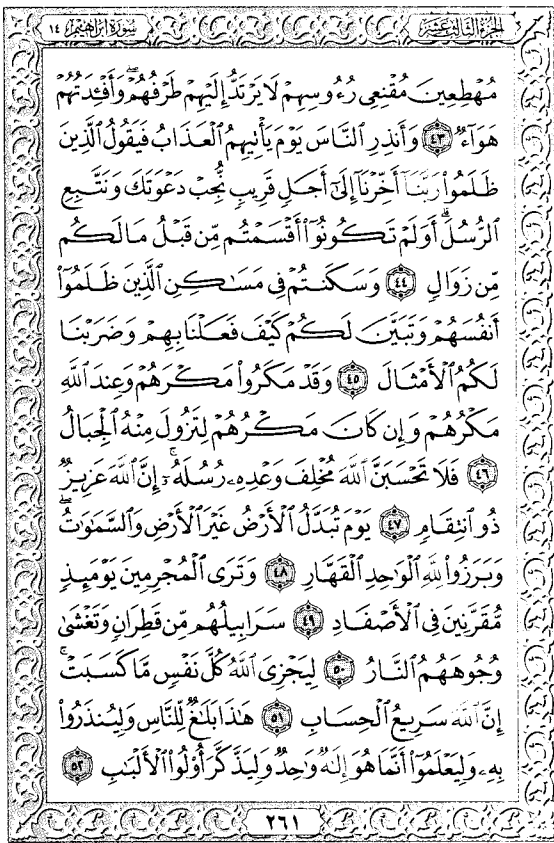 الجزء الثالث عشر
سورة إبراهيم ١٤
مُهْطِعِينَ مُقْنِعِي رُءُوسِهِمْ لَا يَرْتَدُّ إِلَيْهِمْ طَرْفُهُمْ ۖ وَأَفْـِٔدَتُهُمْ
هَوَآءٌ ٤٣ وَأَنذِرِ ٱلنَّاسَ يَوْمَ يَأْتِيهِمُ ٱلْعَذَابُ فَيَقُولُ ٱلَّذِينَ
ظَلَمُوا۟ رَبَّنَآ أَخِّرْنَآ إِلَىٰٓ أَجَلٍ قَرِيبٍ نُّجِبْ دَعْوَتَكَ وَنَتَّبِعِ
ٱلرُّسُلَ ۗ أَوَلَمْ تَكُونُوٓا۟ أَقْسَمْتُم مِّن قَبْلُ مَا لَكُم
مِّن زَوَالٍ ٤٤ وَسَكَنتُمْ فِى مَسَـٰكِنِ ٱلَّذِينَ ظَلَمُوٓا۟
أَنفُسَهُمْ وَتَبَيَّنَ لَكُمْ كَيْفَ فَعَلْنَا بِهِمْ وَضَرَبْنَا
لَكُمُ ٱلْأَمْثَالَ ٤٥ وَقَدْ مَكَرُوا۟ مَكْرَهُمْ وَعِندَ ٱللَّهِ
مَكْرُهُمْ وَإِن كَانَ مَكْرُهُمْ لِتَزُولَ مِنْهُ ٱلْجِبَالُ
٤٦ فَلَا تَحْسَبَنَّ ٱللَّهَ مُخْلِفَ وَعْدِهِۦ رُسُلَهُۥٓ ۗ إِنَّ ٱللَّهَ عَزِيزٌ
ذُو ٱنتِقَامٍ ٤٧ يَوْمَ تُبَدَّلُ ٱلْأَرْضُ غَيْرَ ٱلْأَرْضِ وَٱلسَّمَـٰوَٰتُ ۖ
وَبَرَزُوا۟ لِلَّهِ ٱلْوَٰحِدِ ٱلْقَهَّارِ ٤٨ وَتَرَى ٱلْمُجْرِمِينَ يَوْمَئِذٍ
مُّقَرَّنِينَ فِى ٱلْأَصْفَادِ ٤٩ سَرَابِيلُهُم مِّن قَطِرَانٍ وَتَغْشَىٰ
وُجُوهَهُمُ ٱلنَّارُ ٥٠ لِيَجْزِىَ ٱللَّهُ كُلَّ نَفْسٍ مَّا كَسَبَتْ ۚ
إِنَّ ٱللَّهَ سَرِيعُ ٱلْحِسَابِ ٥١ هَـٰذَا بَلَـٰغٌ لِّلنَّاسِ وَلِيُنذَرُوا۟
بِهِۦ وَلِيَعْلَمُوٓا۟ أَنَّمَا هُوَ إِلَـٰهٌ وَٰحِدٌ وَلِيَذَّكَّرَ أُو۟لُوا۟ ٱلْأَلْبَـٰبِ ٥٢
٢٦١